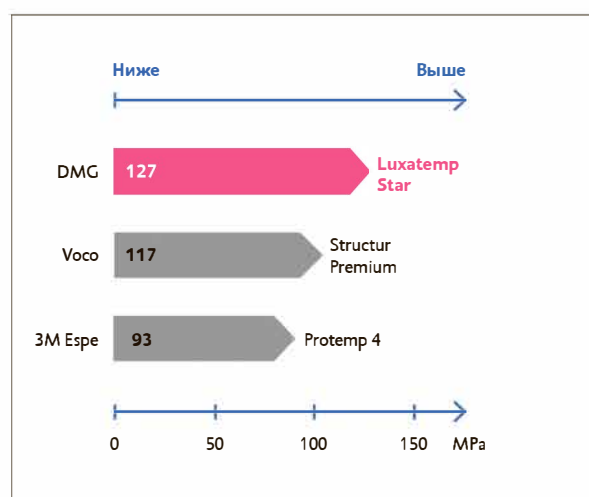 Ниже Выше
DMG 127 Luxatemp
Star
Voco 117 Structur
Premium
3M Espe 93 Protemp 4
0 50 100 150 MPa